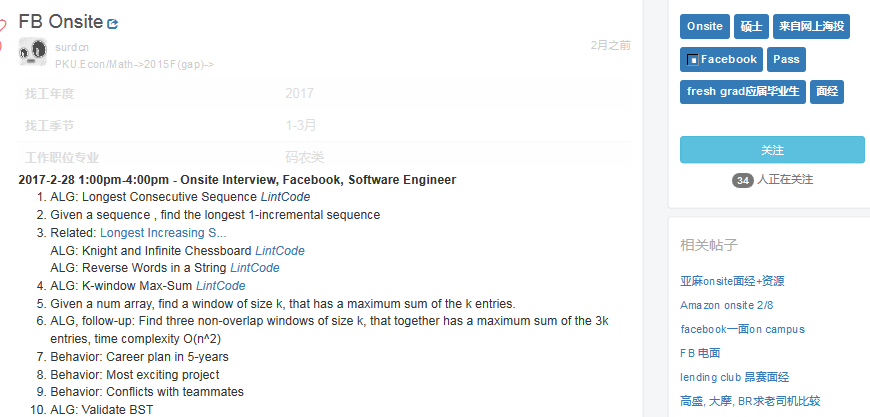 FB Onsite
surdcn
2月之前
PKU.Econ/Math->2015F(gap)->
找工年度 2017
找工季节 1-3月
工作职位专业 码农类
2017-2-28 1:00pm-4:00pm - Onsite Interview, Facebook, Software Engineer
1. ALG: Longest Consecutive Sequence LintCode
2. Given a sequence , find the longest 1-incremental sequence
3. Related: Longest Increasing S...
ALG: Knight and Infinite Chessboard LintCode
ALG: Reverse Words in a String LintCode
4. ALG: K-window Max-Sum LintCode
5. Given a num array, find a window of size k, that has a maximum sum of the k entries.
6. ALG, follow-up: Find three non-overlap windows of size k, that together has a maximum sum of the 3k
entries, time complexity O(n^2)
7. Behavior: Career plan in 5-years
8. Behavior: Most exciting project
9. Behavior: Conflicts with teammates
10. ALG: Validate BST
Onsite 硕士 来自网上海投
Facebook Pass
fresh grad应届毕业生 面经
关注
34 人正在关注
相关帖子
亚麻onsite面经+资源
Amazon onsite 2/8
facebook一面on campus
FB 电面
lending club 昂赛面经
高盛, 大摩, BR求老司机比较